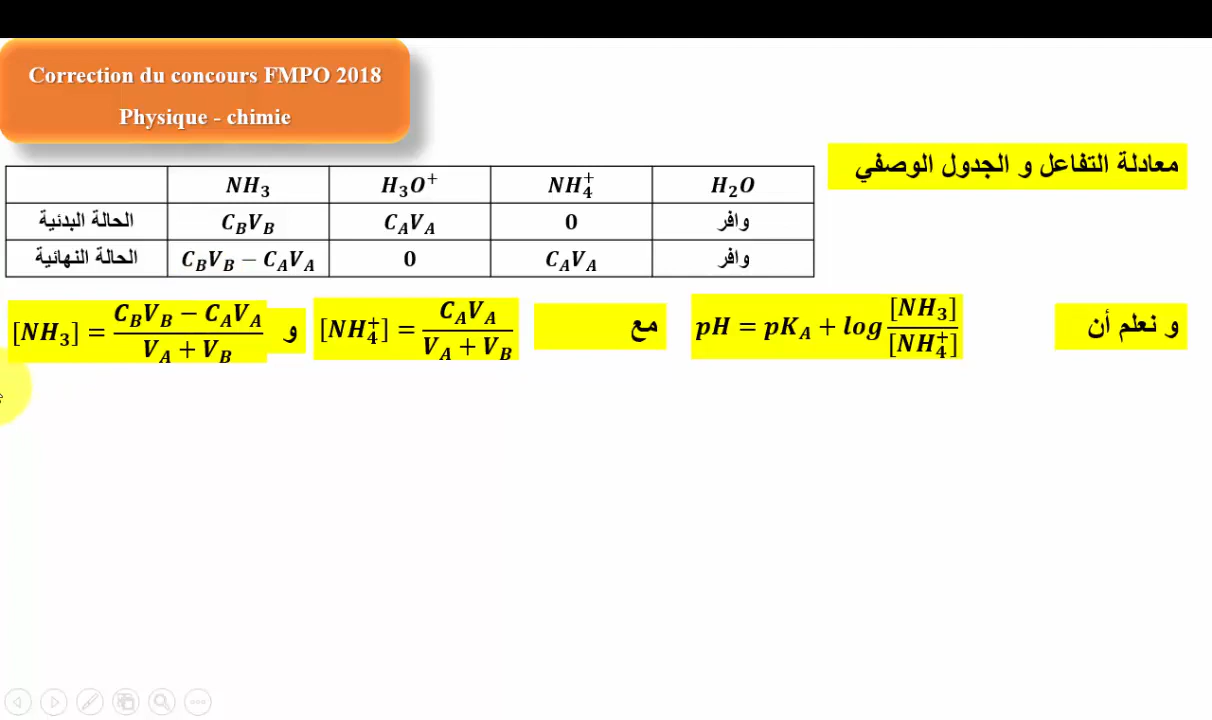 Correction du concours FMPO 2018
Physique - chimie
معادلة التفاعل و الجدول الوصفي
NH₃ H₃O⁺ NH₄⁺ H₂O
الحالة البدئية C_BV_B C_AV_A 0 وافر
الحالة النهائية C_BV_B − C_AV_A 0 C_AV_A وافر
و نعلم أن pH = pK_A + log [NH₃]/[NH₄⁺] مع [NH₄⁺] = C_AV_A/(V_A + V_B) و [NH₃] = (C_BV_B − C_AV_A)/(V_A + V_B)